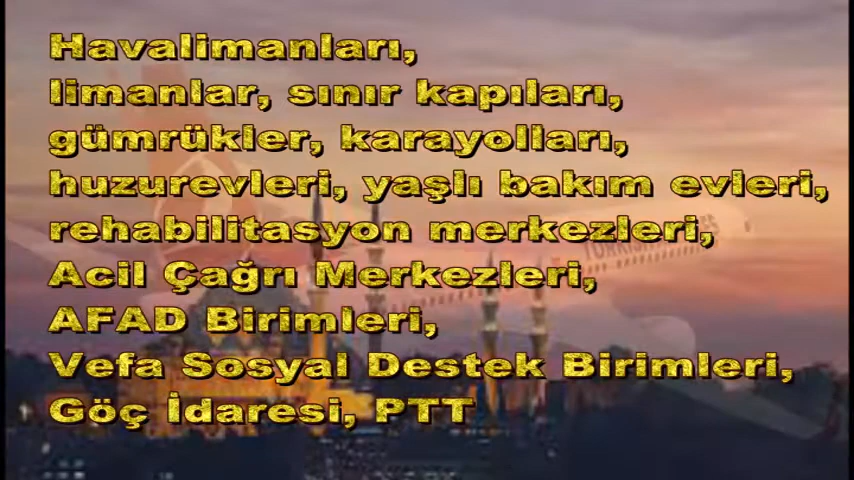 Havalimanları,
limanlar, sınır kapıları,
gümrükler, karayolları,
huzurevleri, yaşlı bakım evleri,
rehabilitasyon merkezleri,
Acil Çağrı Merkezleri,
AFAD Birimleri,
Vefa Sosyal Destek Birimleri,
Göç İdaresi, PTT